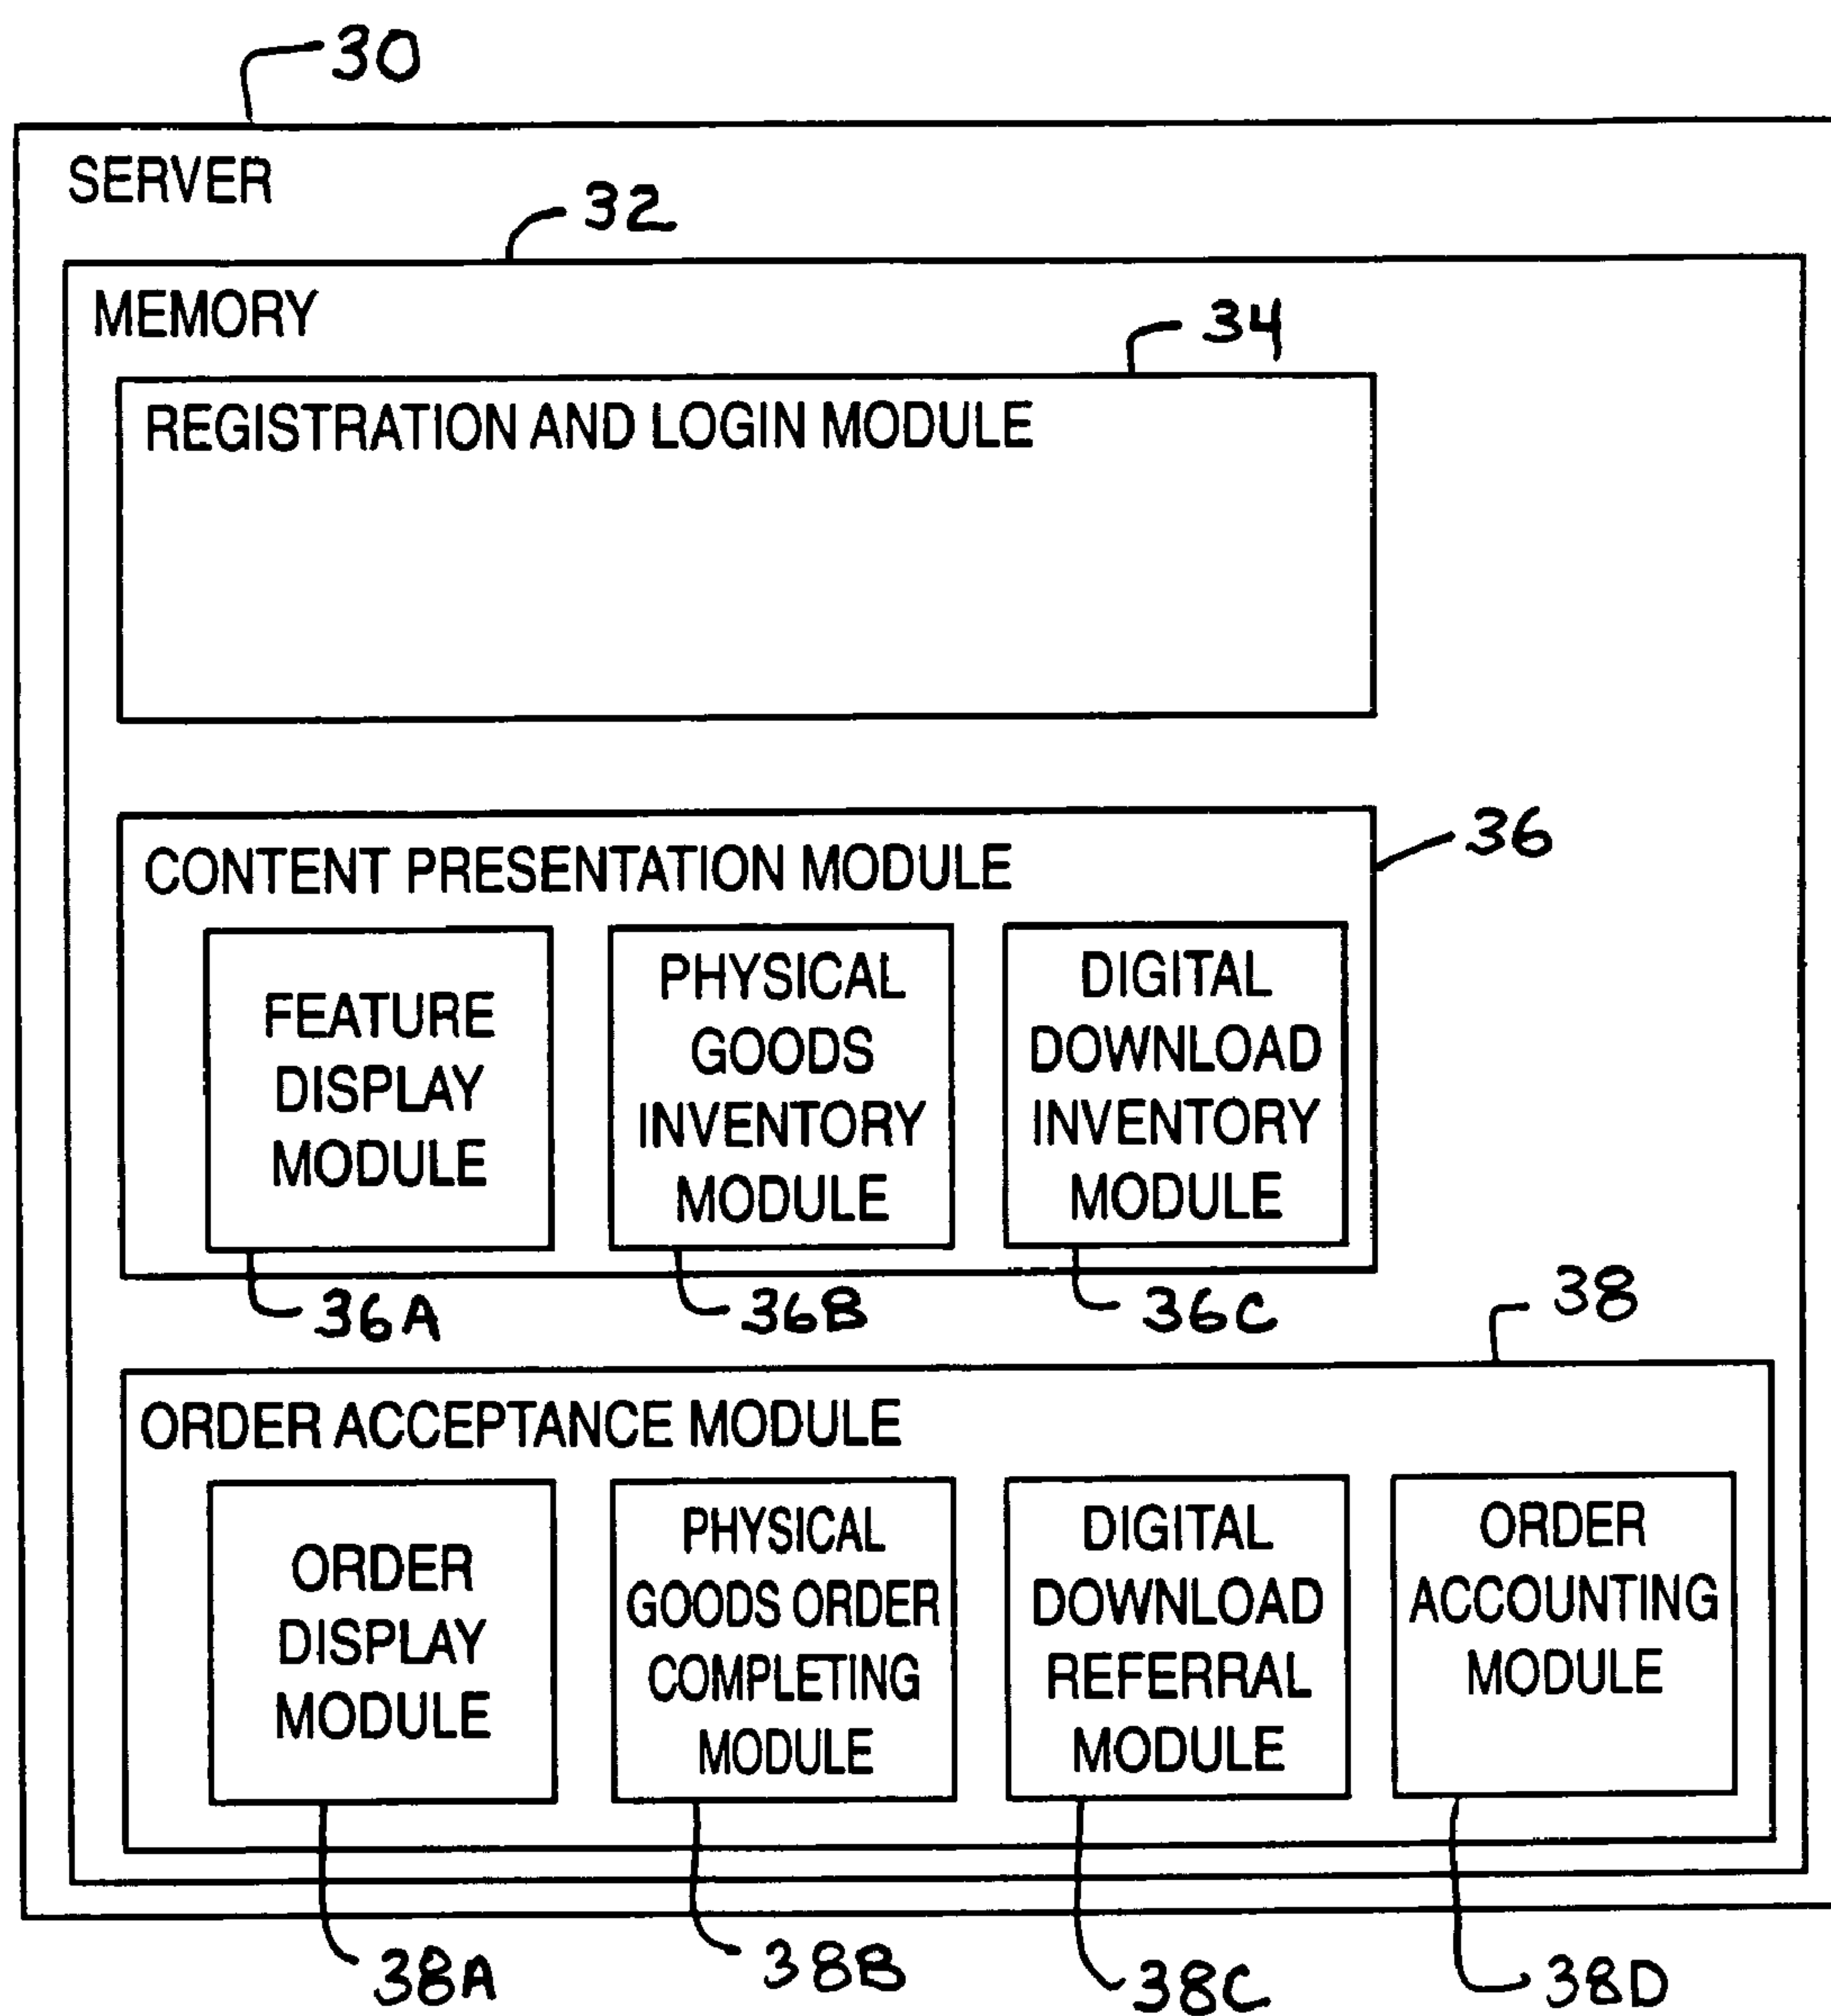 30
SERVER
32
MEMORY
34
REGISTRATION AND LOGIN MODULE
36
CONTENT PRESENTATION MODULE
FEATURE
DISPLAY
MODULE
PHYSICAL
GOODS
INVENTORY
MODULE
DIGITAL
DOWNLOAD
INVENTORY
MODULE
36A
36B
36C
38
ORDER ACCEPTANCE MODULE
ORDER
DISPLAY
MODULE
PHYSICAL
GOODS ORDER
COMPLETING
MODULE
DIGITAL
DOWNLOAD
REFERRAL
MODULE
ORDER
ACCOUNTING
MODULE
38A
38B
38C
38D